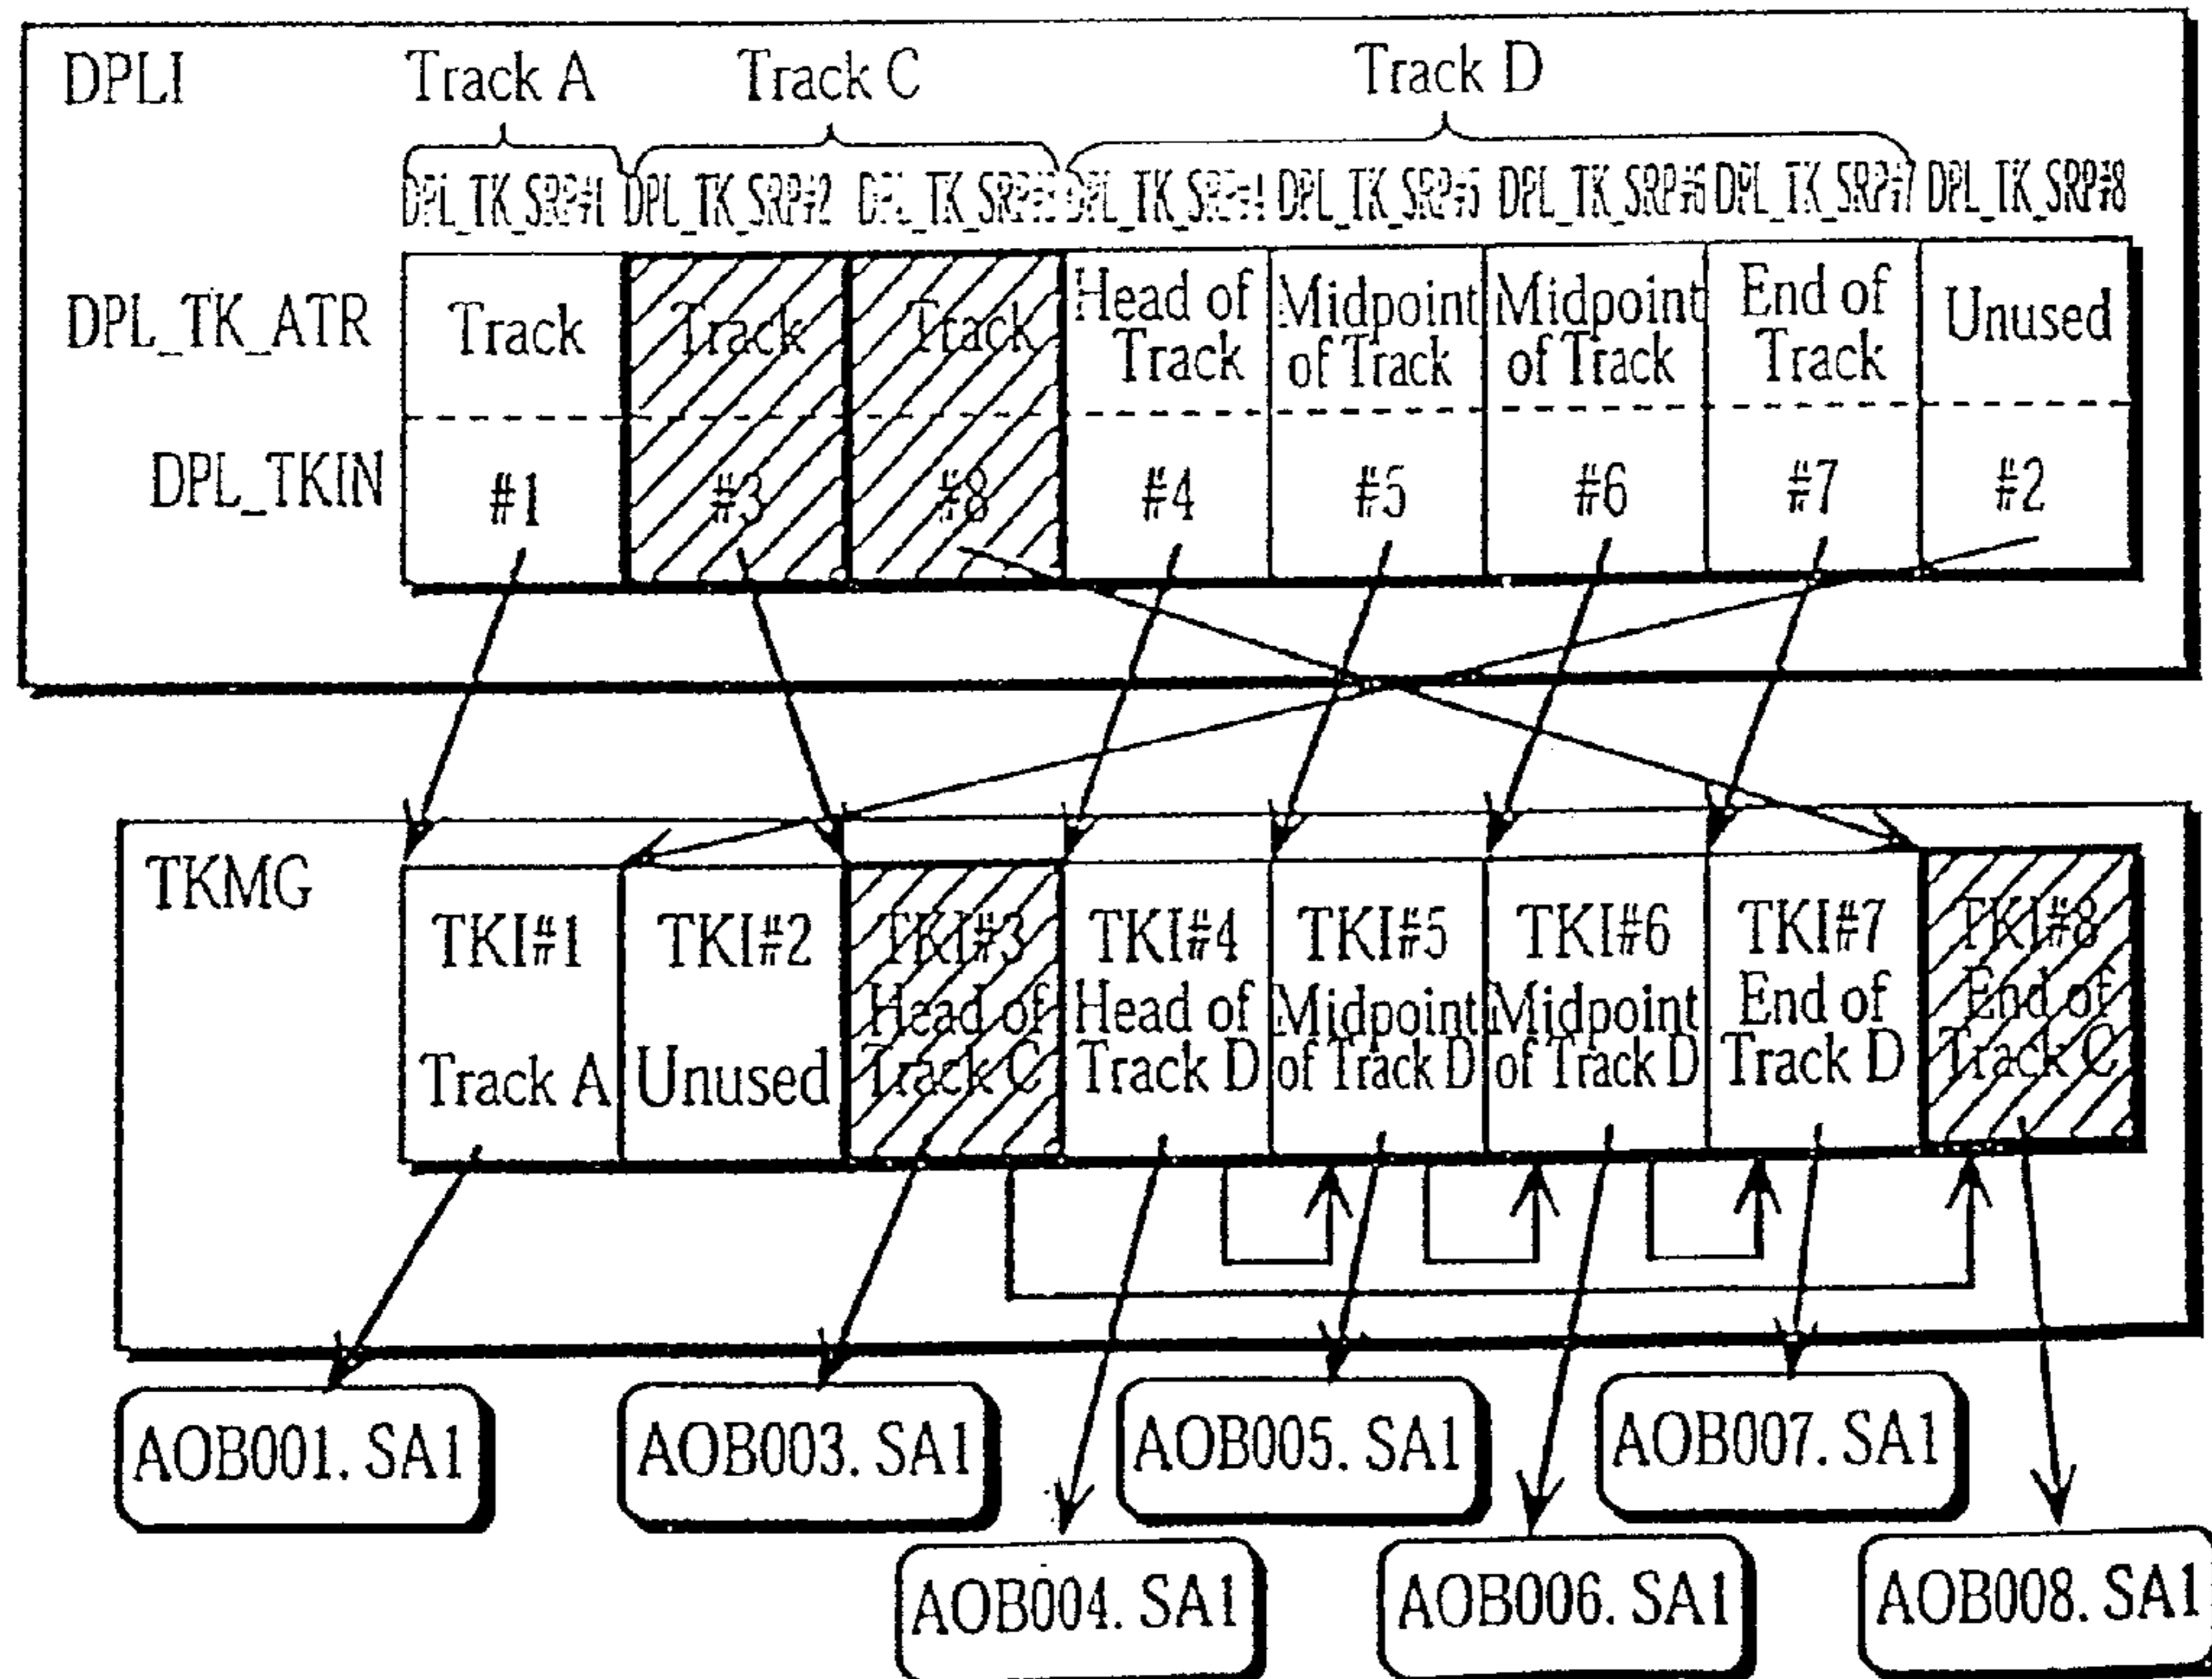 DPLI
Track A
Track C
Track D
DPL_TK_SRP#1 DPL_TK_SRP#2 DPL_TK_SRP#3 DPL_TK_SRP#4 DPL_TK_SRP#5 DPL_TK_SRP#6 DPL_TK_SRP#7 DPL_TK_SRP#8
DPL_TK_ATR
Track
Track
Track
Head of
Track
Midpoint
of Track
Midpoint
of Track
End of
Track
Unused
DPL_TKIN
#1
#3
#8
#4
#5
#6
#7
#2
TKMG
TKI#1
Track A
TKI#2
Unused
TKI#3
Head of
Track C
TKI#4
Head of
Track D
TKI#5
Midpoint
of Track D
TKI#6
Midpoint
of Track D
TKI#7
End of
Track D
TKI#8
End of
Track C
AOB001. SA1
AOB003. SA1
AOB005. SA1
AOB007. SA1
AOB004. SA1
AOB006. SA1
AOB008. SA1